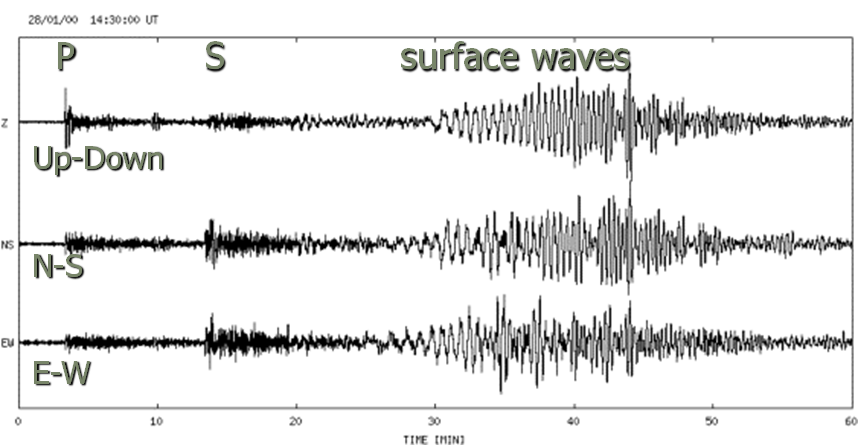 28/01/00 14:30:00 UT
P S surface waves
Z
Up-Down
NS
N-S
EW
E-W
0 10 20 30 40 50 60
TIME [MIN]